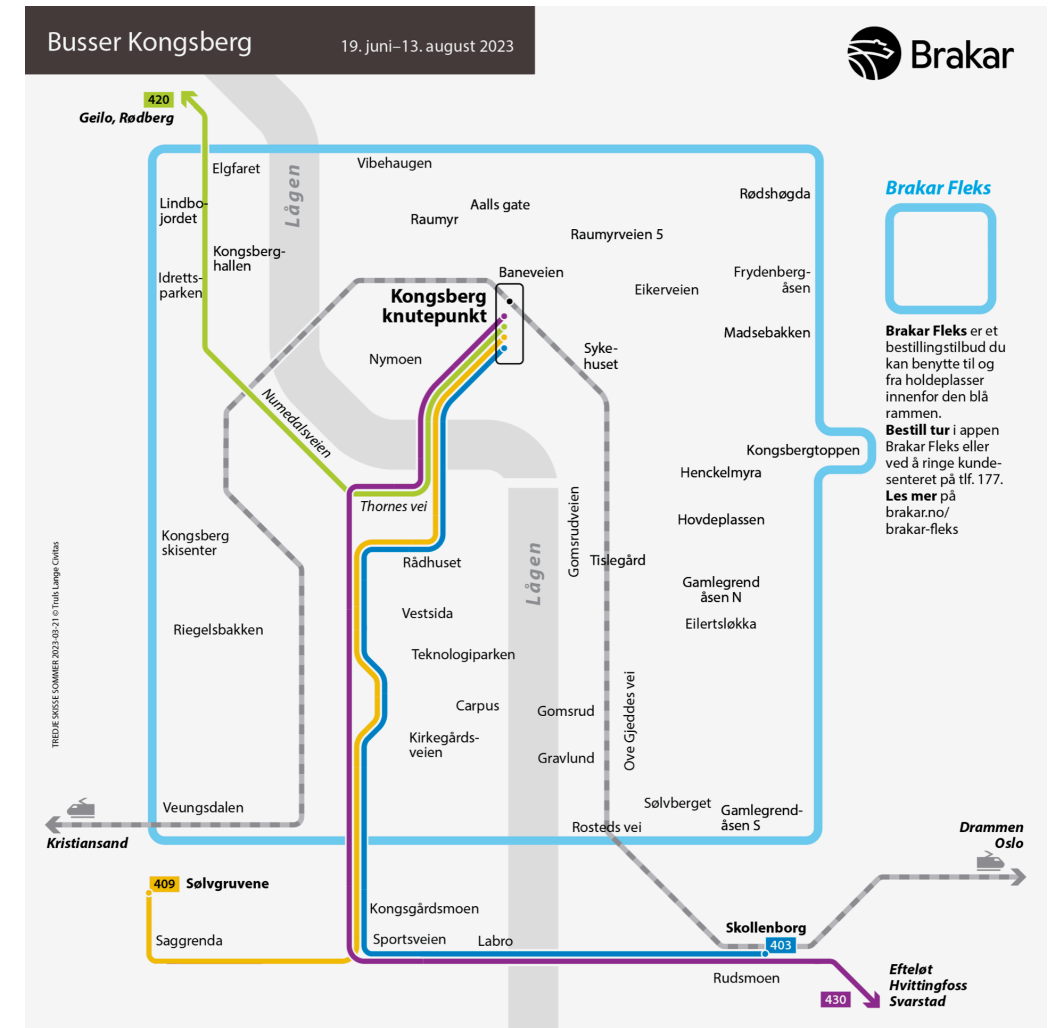 Busser Kongsberg
19. juni–13. august 2023
Brakar
420
Geilo, Rødberg
Elgfaret
Vibehaugen
Lågen
Lindbo-
jordet
Aalls gate
Raumyr
Rødshøgda
Raumyrveien 5
Kongsberg-
hallen
Idretts-
parken
Baneveien
Eikerveien
Frydenberg-
åsen
Kongsberg
knutepunkt
Madsebakken
Nymoen
Syke-
huset
Numedalsveien
Kongsbergtoppen
Henckelmyra
Thornes vei
Hovdeplassen
Gomsrudveien
Kongsberg
skisenter
Rådhuset
Lågen
Tislegård
Gamlegrend
åsen N
Vestsida
Eilertsløkka
Riegelsbakken
Teknologiparken
Carpus
Gomsrud
Ove Gjeddes vei
Kirkegårds-
veien
Gravlund
Veungsdalen
Sølvberget
Gamlegrend-
åsen S
Rosteds vei
Kristiansand
Drammen
Oslo
409
Sølvgruvene
Kongsgårdsmoen
Saggrenda
Sportsveien
Labro
Skollenborg
403
Rudsmoen
430
Efteløt
Hvittingfoss
Svarstad
Brakar Fleks
Brakar Fleks er et
bestillingstilbud du
kan benytte til og
fra holdeplasser
innenfor den blå
rammen.
Bestill tur i appen
Brakar Fleks eller
ved å ringe kunde-
senteret på tlf. 177.
Les mer på
brakar.no/
brakar-fleks
TREDJE SKISSE SOMMER 2023-03-21 © Truls Lange Civitas